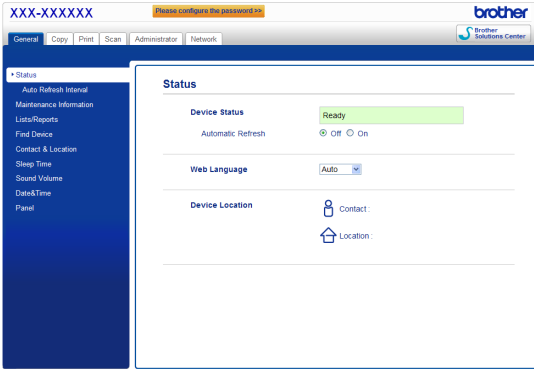 XXX-XXXXXX
Please configure the password >>
brother
General Copy Print Scan Administrator Network
Brother
Solutions Center
Status
Auto Refresh Interval
Maintenance Information
Lists/Reports
Find Device
Contact & Location
Sleep Time
Sound Volume
Date&Time
Panel
Status
Device Status Ready
Automatic Refresh Off On
Web Language Auto
Device Location Contact :
Location :